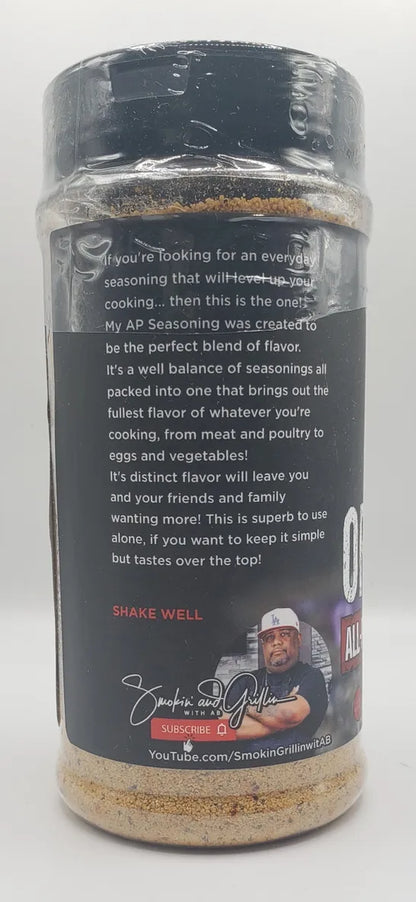 If you're looking for an everyday
seasoning that will level up your
cooking... then this is the one!
My AP Seasoning was created to
be the perfect blend of flavor.
It's a well balance of seasonings all
packed into one that brings out the
fullest flavor of whatever you're
cooking, from meat and poultry to
eggs and vegetables!
It's distinct flavor will leave you
and your friends and family
wanting more! This is superb to use
alone, if you want to keep it simple
but tastes over the top!
SHAKE WELL
LA
Smokin' and Grillin'
WITH AB
SUBSCRIBE
YouTube.com/SmokinGrillinwitAB